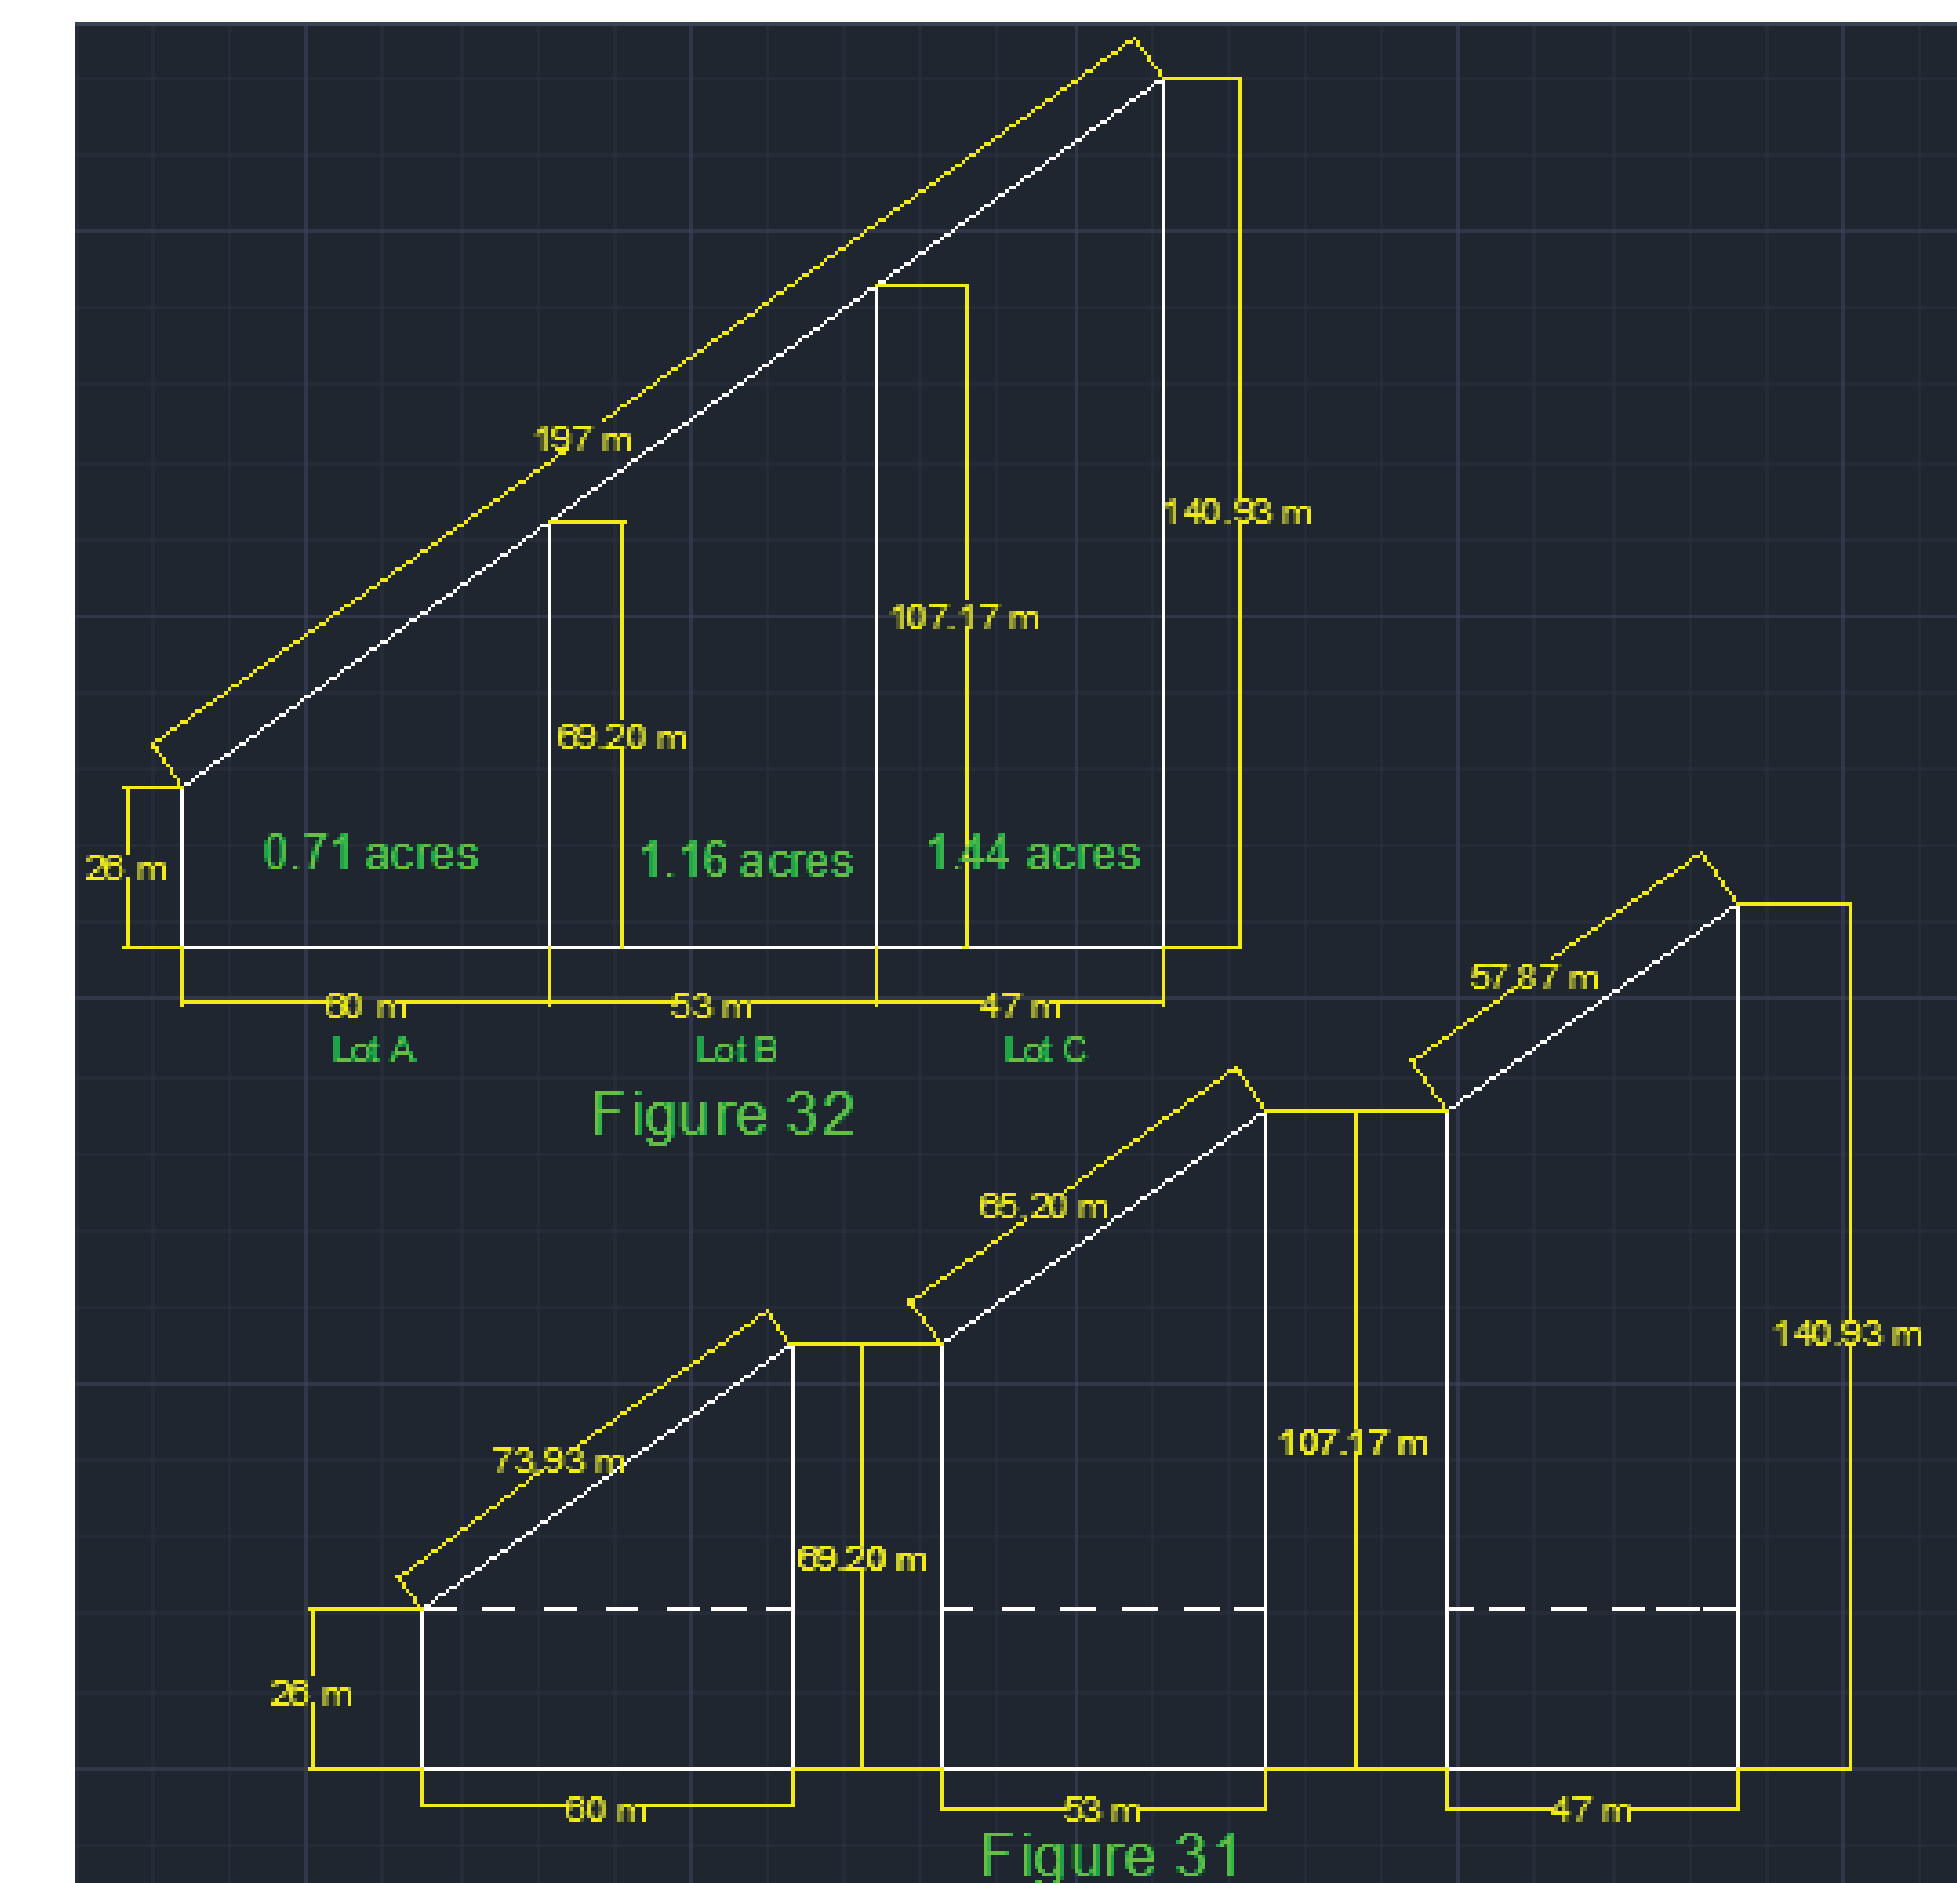 197 m
140.93 m
107.17 m
69.20 m
26 m
0.71 acres
1.16 acres
1.44 acres
60 m
53 m
47 m
Lot A
Lot B
Lot C
Figure 32
57.87 m
65.20 m
140.93 m
107.17 m
73.93 m
69.20 m
26 m
60 m
53 m
47 m
Figure 31